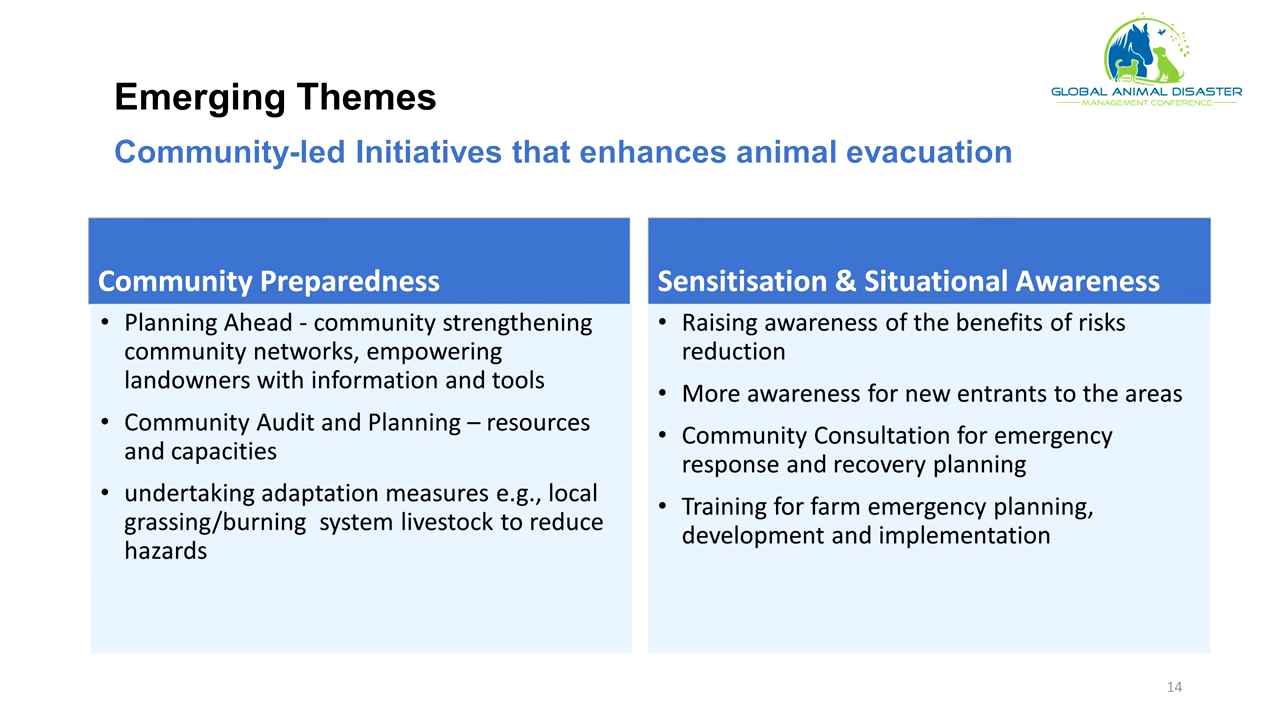 GLOBAL ANIMAL DISASTER
MANAGEMENT CONFERENCE
Emerging Themes
Community-led Initiatives that enhances animal evacuation
Community Preparedness
• Planning Ahead - community strengthening
community networks, empowering
landowners with information and tools
• Community Audit and Planning – resources
and capacities
• undertaking adaptation measures e.g., local
grassing/burning  system livestock to reduce
hazards
Sensitisation & Situational Awareness
• Raising awareness of the benefits of risks
reduction
• More awareness for new entrants to the areas
• Community Consultation for emergency
response and recovery planning
• Training for farm emergency planning,
development and implementation
14